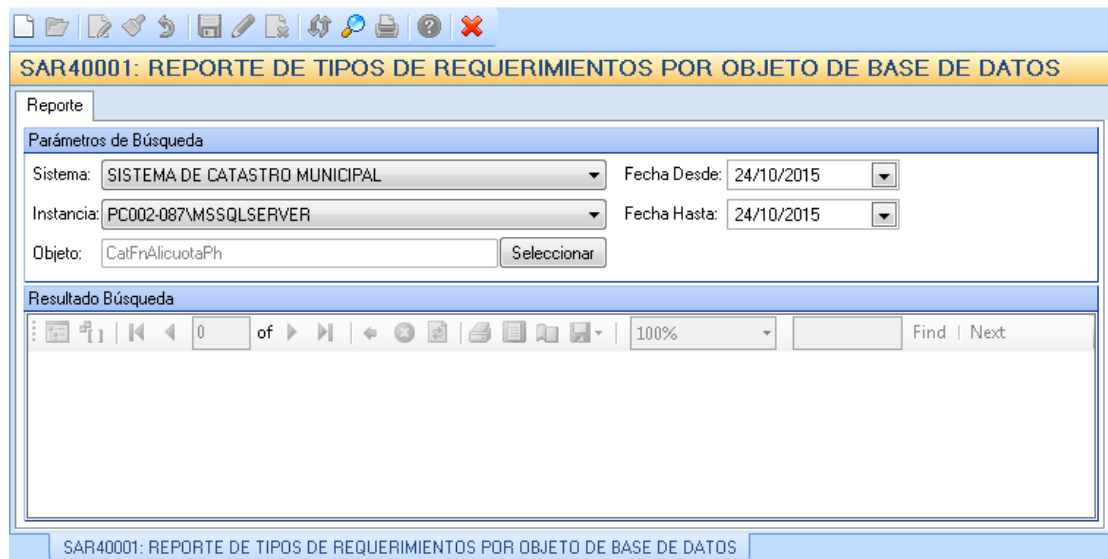 SAR40001: REPORTE DE TIPOS DE REQUERIMIENTOS POR OBJETO DE BASE DE DATOS
Reporte
Parámetros de Búsqueda
Sistema: SISTEMA DE CATASTRO MUNICIPAL Fecha Desde: 24/10/2015
Instancia: PC002-087\MSSQLSERVER Fecha Hasta: 24/10/2015
Objeto: CatFnAlicuotaPh Seleccionar
Resultado Búsqueda
0 of 100% Find | Next
SAR40001: REPORTE DE TIPOS DE REQUERIMIENTOS POR OBJETO DE BASE DE DATOS